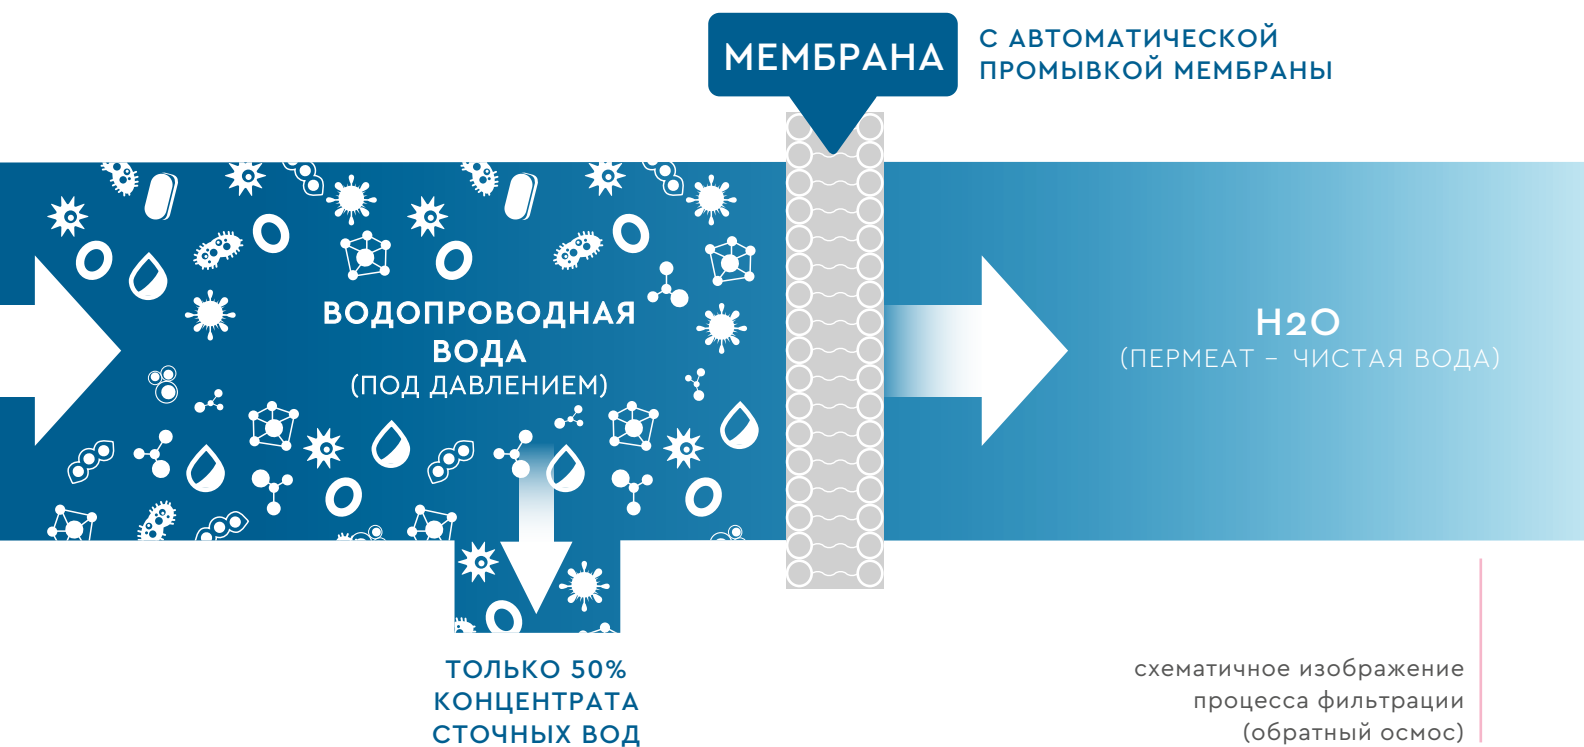 МЕМБРАНА
С АВТОМАТИЧЕСКОЙ
ПРОМЫВКОЙ МЕМБРАНЫ
ВОДОПРОВОДНАЯ
ВОДА
(ПОД ДАВЛЕНИЕМ)
H2O
(ПЕРМЕАТ – ЧИСТАЯ ВОДА)
ТОЛЬКО 50%
КОНЦЕНТРАТА
СТОЧНЫХ ВОД
схематичное изображение
процесса фильтрации
(обратный осмос)